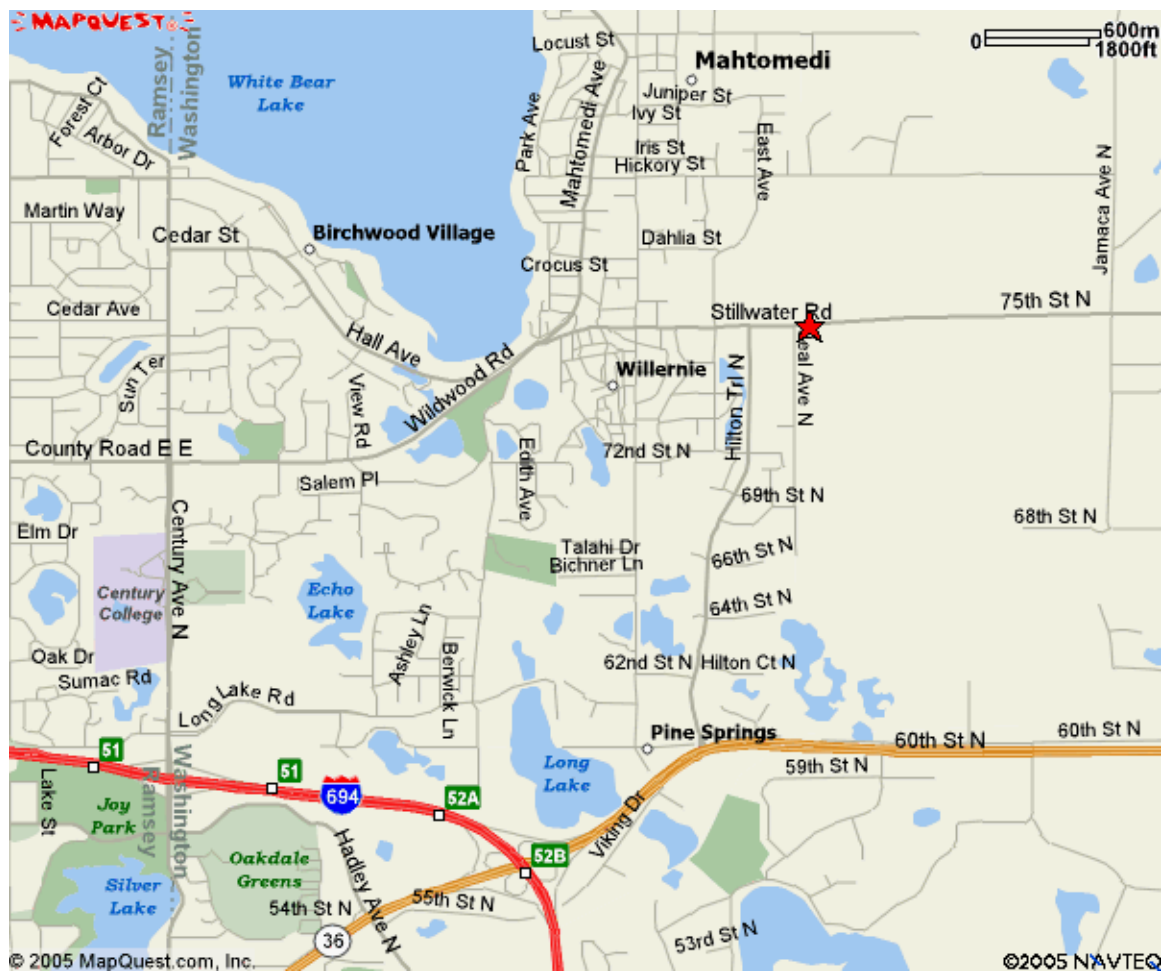 MAPQUEST
600m
0
1800ft
Locust St
Mahtomedi
Ramsey
Washington
White Bear
Lake
Forest Ct
Arbor Dr
Park Ave
Mahtomedi Ave
Juniper St
Ivy St
Iris St
Hickory St
East Ave
Jamaca Ave N
Martin Way
Cedar St
Birchwood Village
Dahlia St
Crocus St
Cedar Ave
Hall Ave
Stillwater Rd
75th St N
Sun Ter
Wildwood Rd
Willernie
Hilton Trl N
eal Ave N
View Rd
County Road E E
72nd St N
Salem Pl
Edith Ave
69th St N
Elm Dr
Century Ave N
68th St N
Talahi Dr
Bichner Ln
66th St N
Century
College
Echo
Lake
Ashley Ln
64th St N
Oak Dr
Berwick Ln
62nd St N
Hilton Ct N
Sumac Rd
Long Lake Rd
Pine Springs
60th St N
60th St N
51
Ramsey
Washington
51
694
52A
Long
Lake
59th St N
Lake St
Joy
Park
Viking Dr
Oakdale
Greens
Hadley Ave N
52B
Silver
Lake
54th St N
55th St N
36
53rd St N
© 2005 MapQuest.com, Inc.
©2005 NAVTEQ